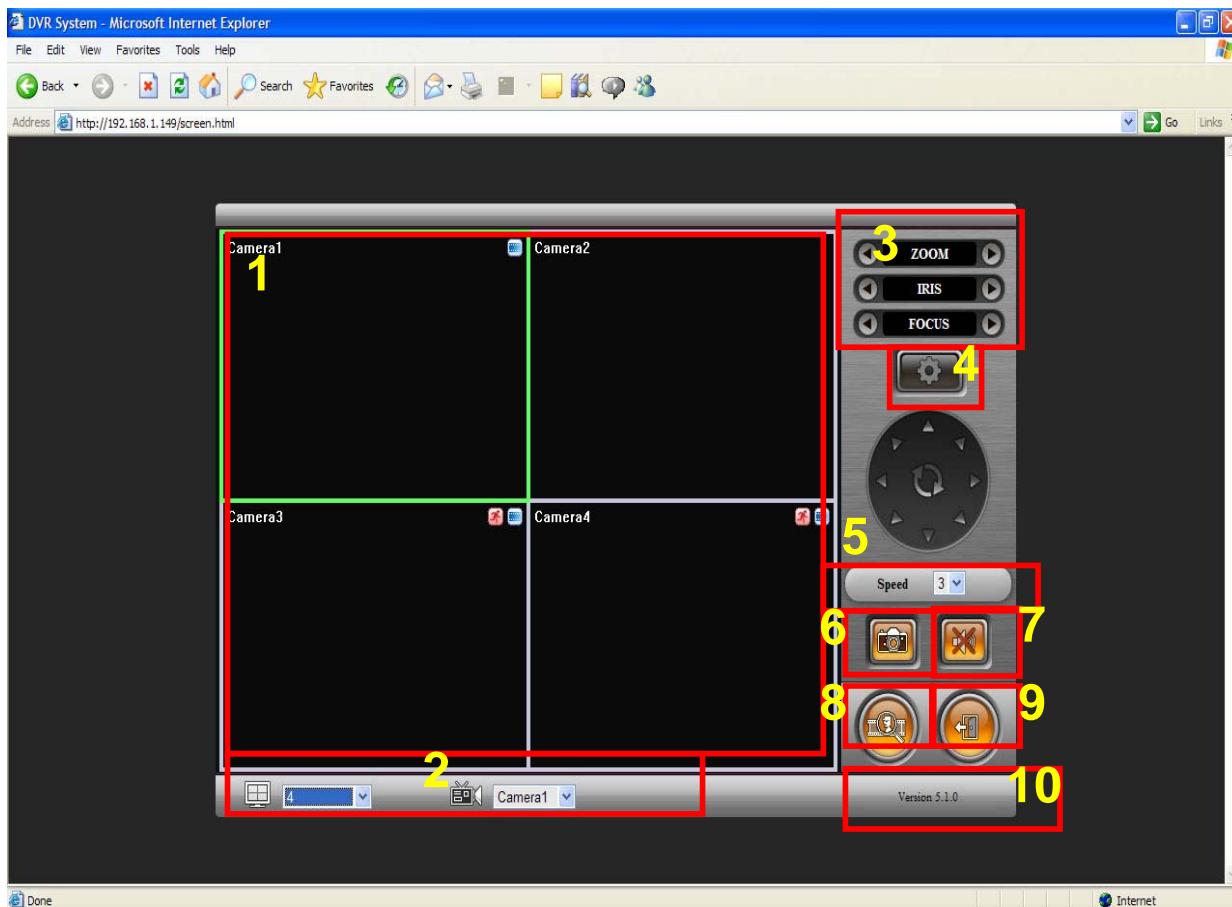 DVR System - Microsoft Internet Explorer
File Edit View Favorites Tools Help
Back Search Favorites
Address http://192.168.1.149/screen.html Go Links
Camera1
Camera2
1
3
ZOOM
IRIS
FOCUS
4
Camera3
Camera4
5
Speed 3
6
7
8
9
2
4
Camera1
Version 5.1.0
10
Done
Internet